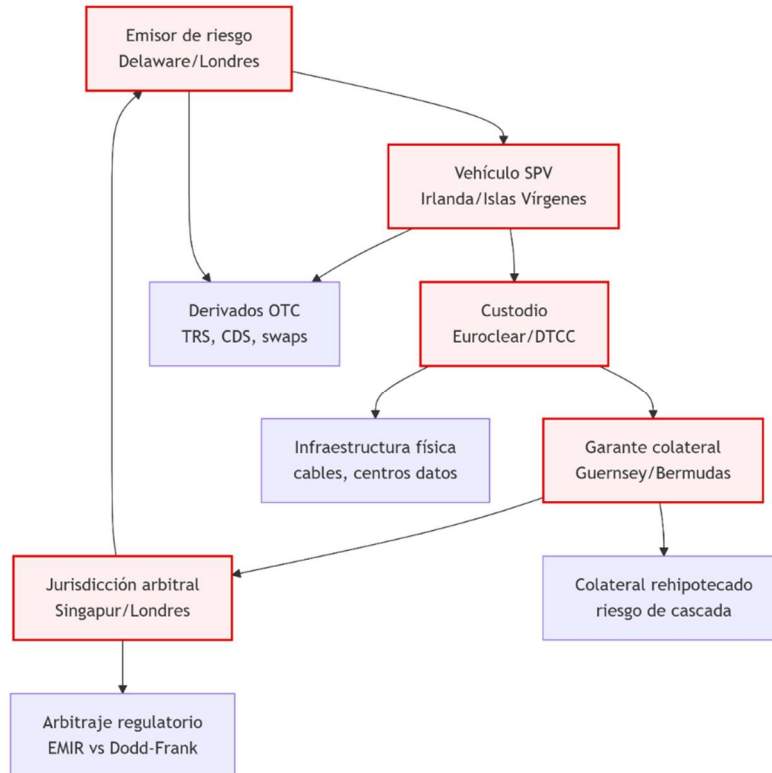 Emisor de riesgo
Delaware/Londres
Vehículo SPV
Irlanda/Islas Vírgenes
Derivados OTC
TRS, CDS, swaps
Custodio
Euroclear/DTCC
Infraestructura física
cables, centros datos
Garante colateral
Guernsey/Bermudas
Jurisdicción arbitral
Singapur/Londres
Colateral rehipotecado
riesgo de cascada
Arbitraje regulatorio
EMIR vs Dodd-Frank